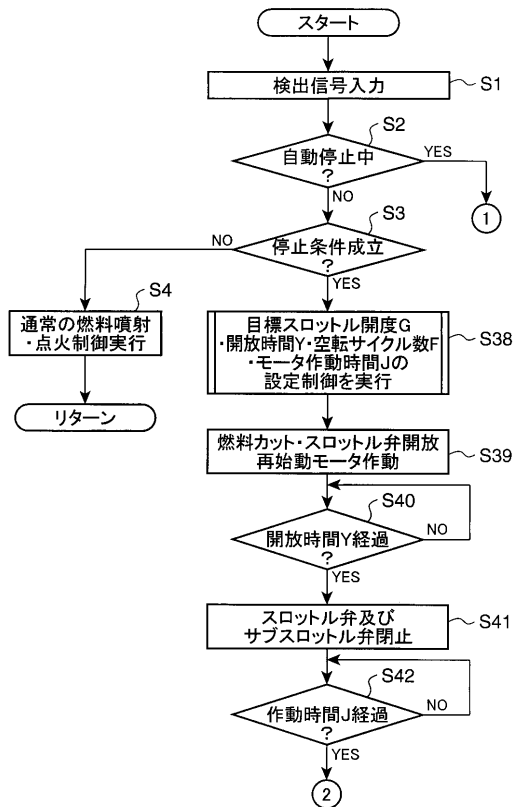 スタート
検出信号入力
S1
自動停止中
?
S2
YES
NO
1
停止条件成立
?
S3
NO
YES
通常の燃料噴射
・点火制御実行
S4
リターン
目標スロットル開度G
・開放時間Y・空転サイクル数F
・モータ作動時間Jの
設定制御を実行
S38
燃料カット・スロットル弁開放
再始動モータ作動
S39
開放時間Y経過
?
S40
NO
YES
スロットル弁及び
サブスロットル弁閉止
S41
作動時間J経過
?
S42
NO
YES
2